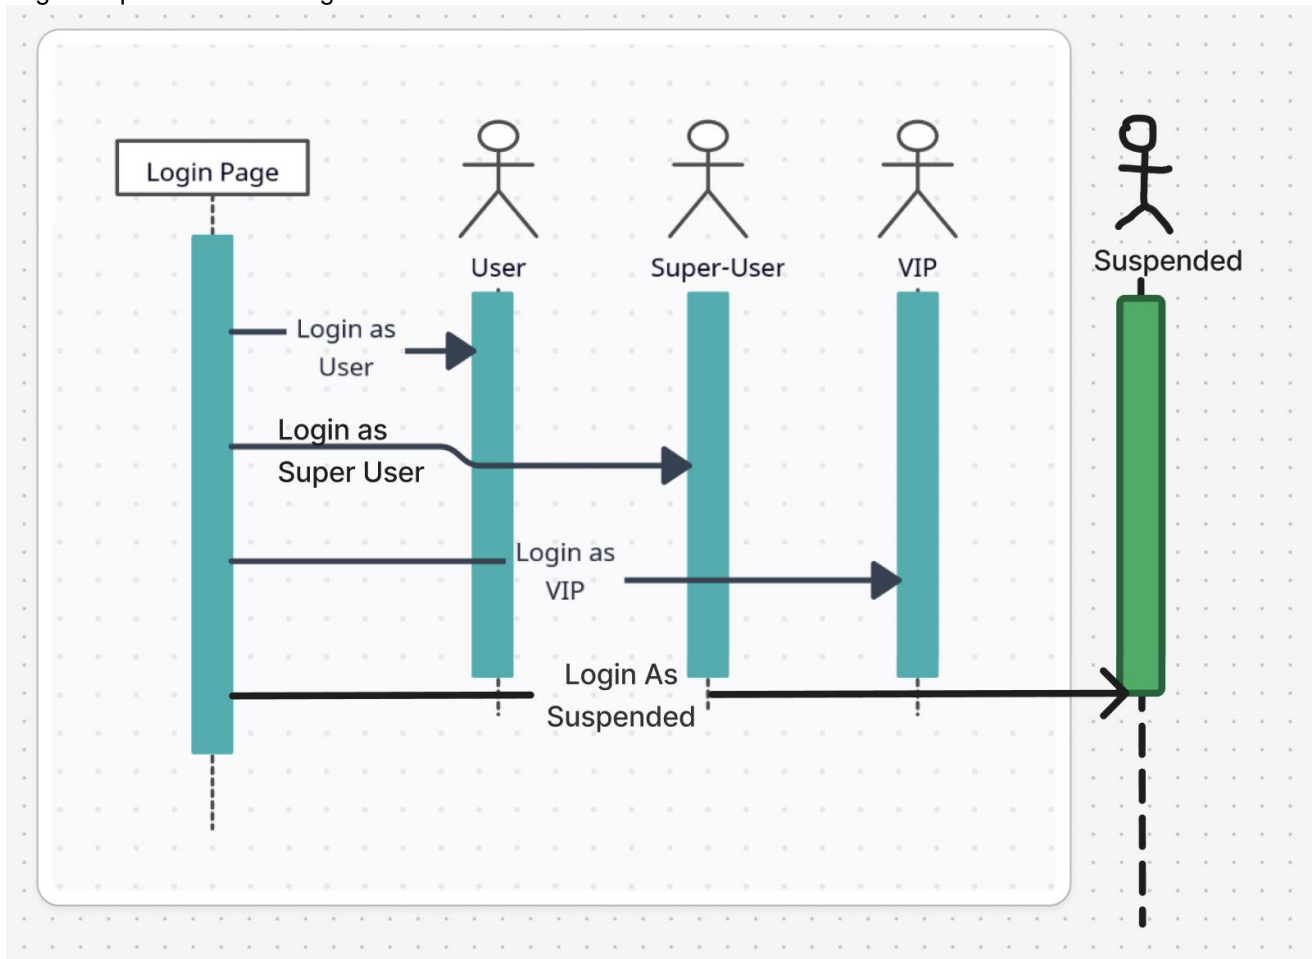 Login Page
User
Super-User
VIP
Suspended
Login as
User
Login as
Super User
Login as
VIP
Login As
Suspended